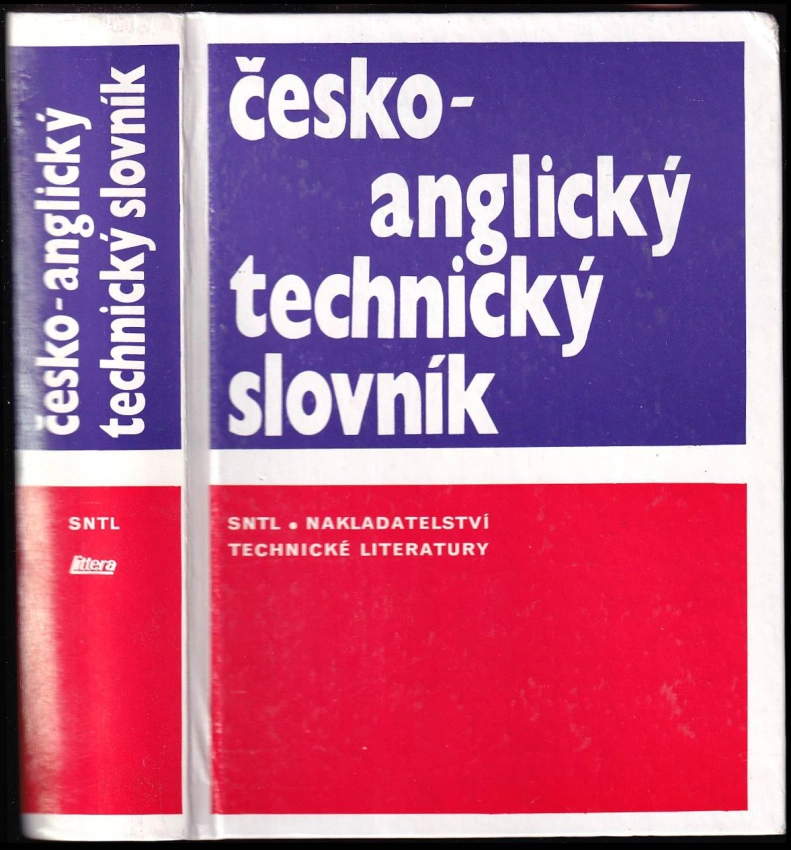 česko-anglický
technický slovník
SNTL
littera
česko-
anglický
technický
slovník
SNTL • NAKLADATELSTVÍ
TECHNICKÉ LITERATURY